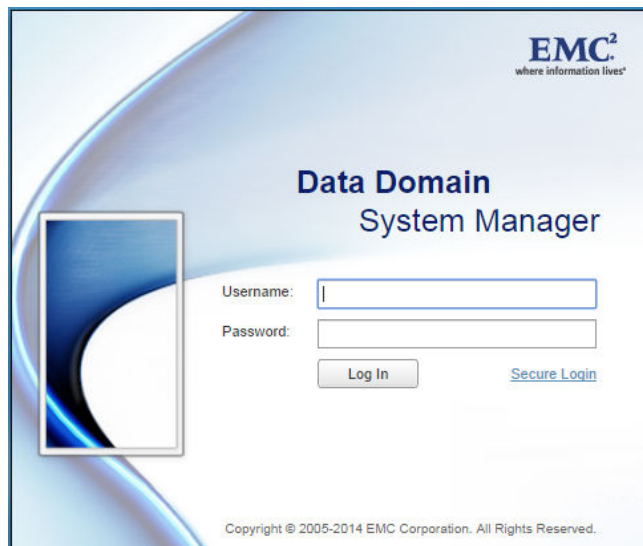 EMC²
where information lives®
Data Domain
System Manager
Username:
Password:
Log In
Secure Login
Copyright © 2005-2014 EMC Corporation. All Rights Reserved.